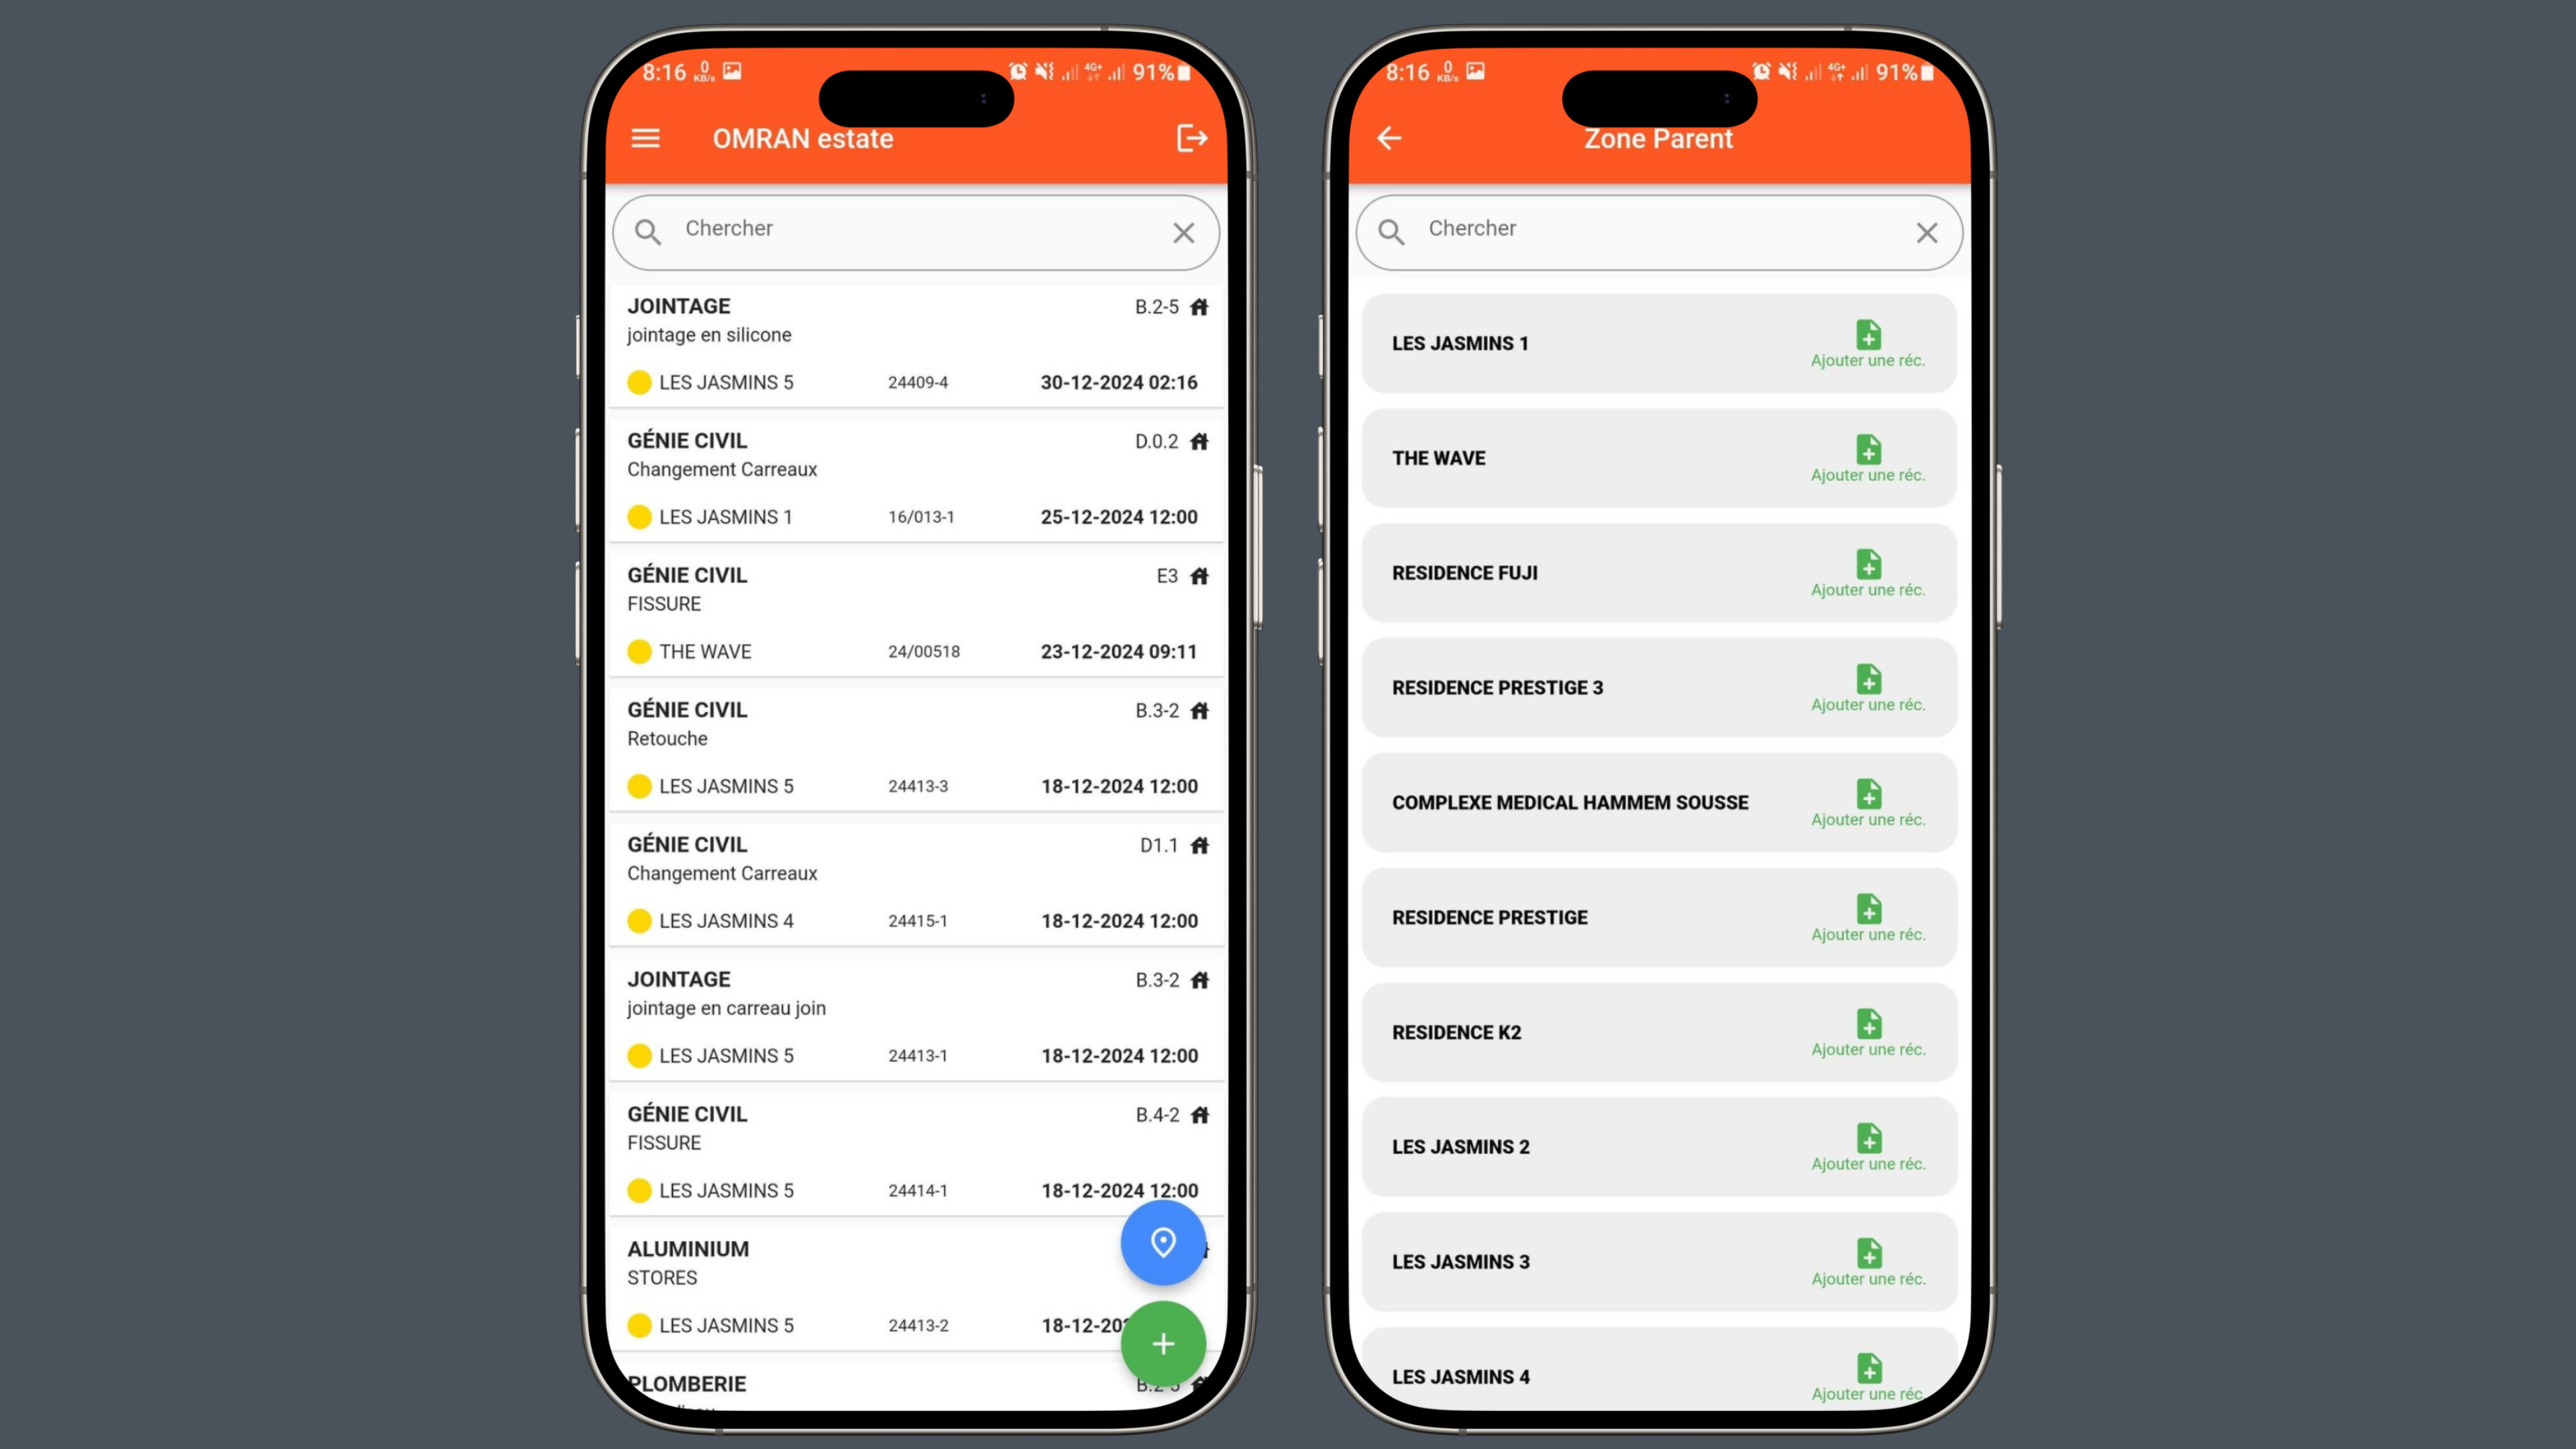 8:16 0 KB/s 4G+ 91%
OMRAN estate
Chercher
JOINTAGE B.2-5
jointage en silicone
LES JASMINS 5 24409-4 30-12-2024 02:16
GÉNIE CIVIL D.0.2
Changement Carreaux
LES JASMINS 1 16/013-1 25-12-2024 12:00
GÉNIE CIVIL E3
FISSURE
THE WAVE 24/00518 23-12-2024 09:11
GÉNIE CIVIL B.3-2
Retouche
LES JASMINS 5 24413-3 18-12-2024 12:00
GÉNIE CIVIL D1.1
Changement Carreaux
LES JASMINS 4 24415-1 18-12-2024 12:00
JOINTAGE B.3-2
jointage en carreau join
LES JASMINS 5 24413-1 18-12-2024 12:00
GÉNIE CIVIL B.4-2
FISSURE
LES JASMINS 5 24414-1 18-12-2024 12:00
ALUMINIUM
STORES
LES JASMINS 5 24413-2 18-12-20
PLOMBERIE
8:16 0 KB/s 4G+ 91%
Zone Parent
Chercher
LES JASMINS 1
Ajouter une réc.
THE WAVE
Ajouter une réc.
RESIDENCE FUJI
Ajouter une réc.
RESIDENCE PRESTIGE 3
Ajouter une réc.
COMPLEXE MEDICAL HAMMEM SOUSSE
Ajouter une réc.
RESIDENCE PRESTIGE
Ajouter une réc.
RESIDENCE K2
Ajouter une réc.
LES JASMINS 2
Ajouter une réc.
LES JASMINS 3
Ajouter une réc.
LES JASMINS 4
Ajouter une réc